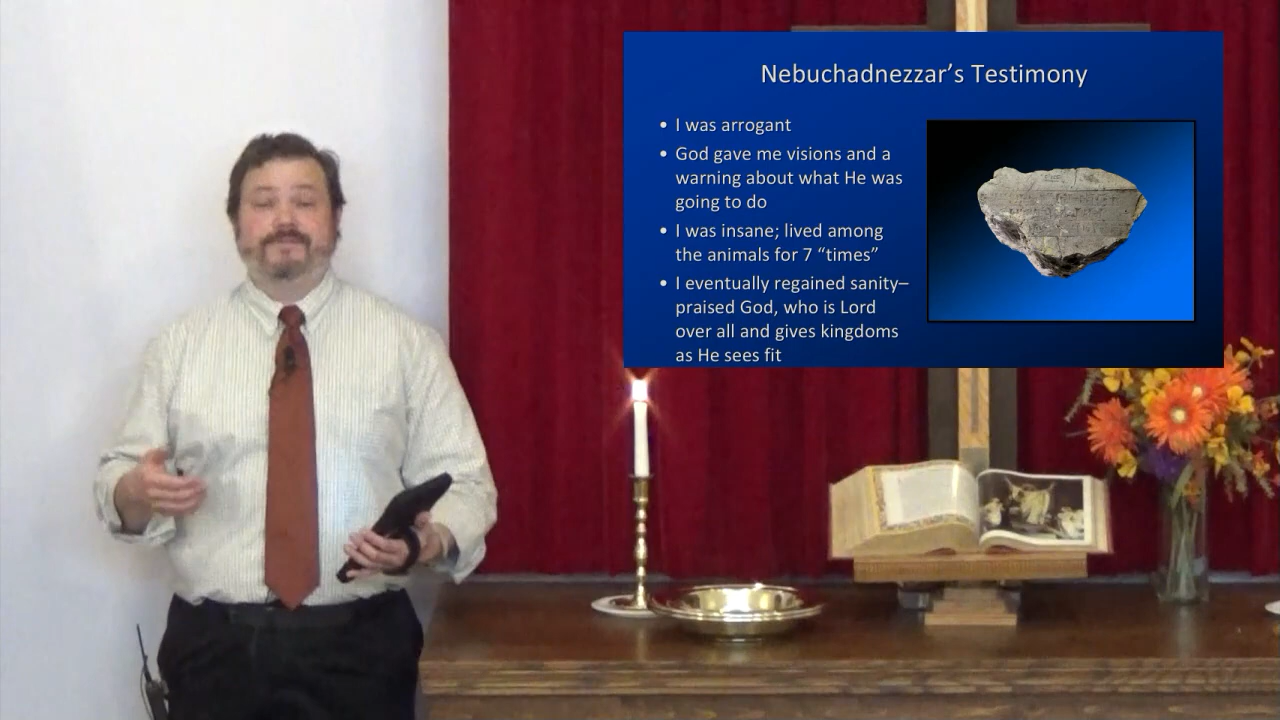 Nebuchadnezzar’s Testimony
• I was arrogant
• God gave me visions and a
warning about what He was
going to do
• I was insane; lived among
the animals for 7 “times”
• I eventually regained sanity–
praised God, who is Lord
over all and gives kingdoms
as He sees fit